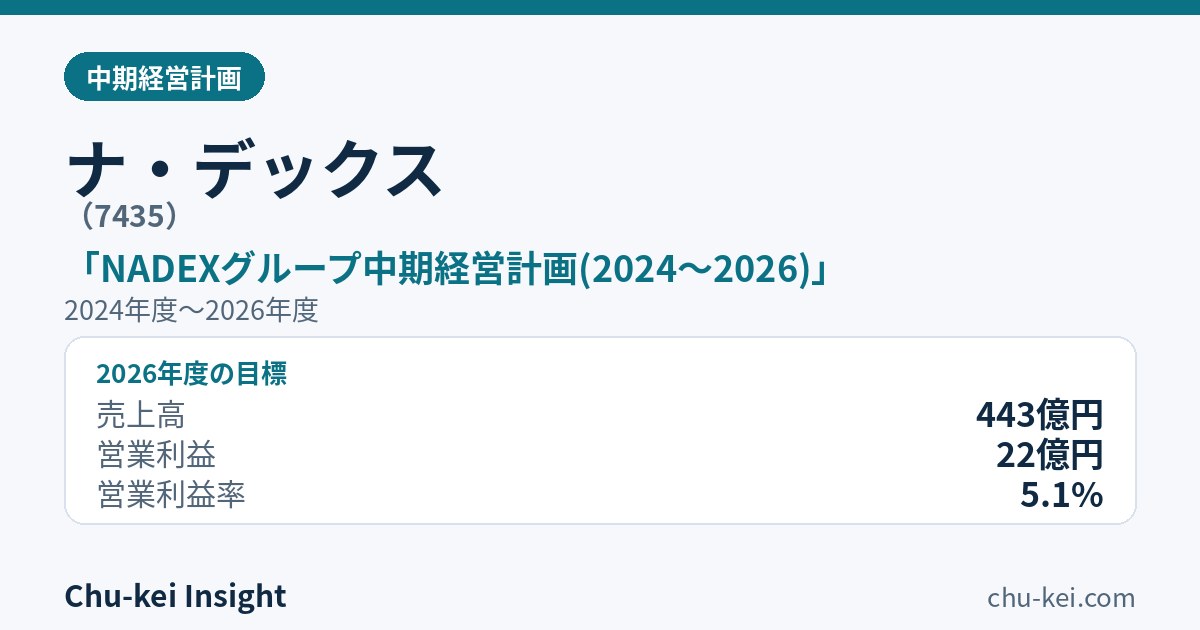 中期経営計画
ナ・デックス
（7435）
「NADEXグループ中期経営計画(2024～2026)」
2024年度～2026年度
2026年度の目標
売上高 443億円
営業利益 22億円
営業利益率 5.1%
Chu-kei Insight chu-kei.com